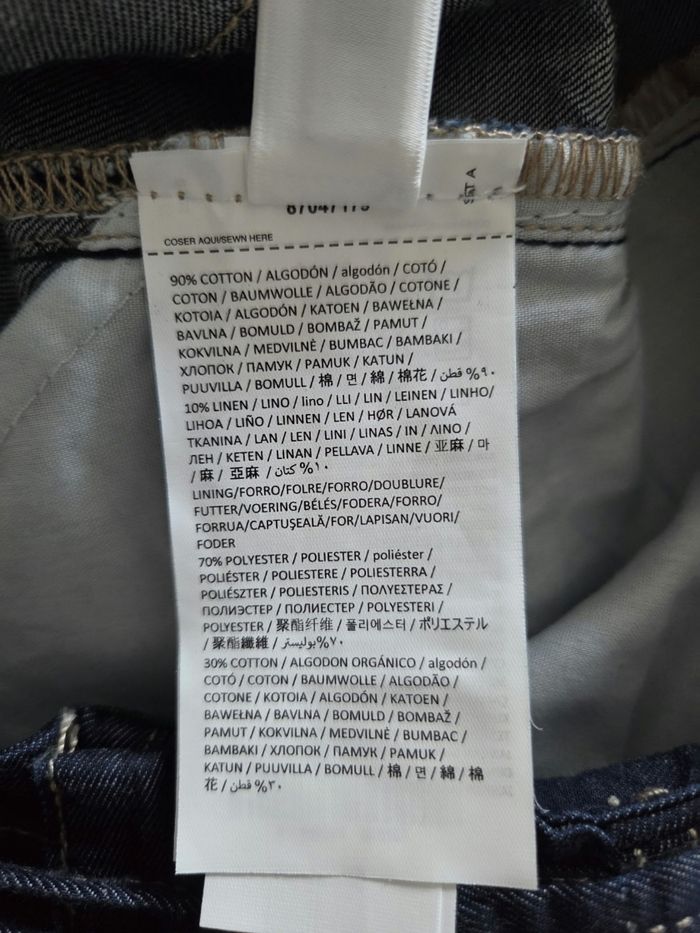 67047175
SET A
COSER AQUI/SEWN HERE
90% COTTON / ALGODÓN / algodón / COTÓ /
COTON / BAUMWOLLE / ALGODÃO / COTONE /
KOTOIA / ALGODÓN / KATOEN / BAWEŁNA /
BAVLNA / BOMULD / BOMBAŽ / PAMUT /
KOKVILNA / MEDVILNĖ / BUMBAC / BAMBAKI /
ХЛОПОК / ПАМУК / PAMUK / KATUN /
PUUVILLA / BOMULL / 棉 / 면 / 綿 / 棉花 / قطن %٩٠
10% LINEN / LINO / lino / LLI / LIN / LEINEN / LINHO/
LIHOA / LIÑO / LINNEN / LEN / HØR / LANOVÁ
TKANINA / LAN / LEN / LINI / LINAS / IN / ΛΙΝΟ /
ЛЕН / KETEN / LINAN / PELLAVA / LINNE / 亚麻 / 마
/ 麻 / 亞麻 / كتان %١٠
LINING/FORRO/FOLRE/FORRO/DOUBLURE/
FUTTER/VOERING/BÉLÉS/FODERA/FORRO/
FORRUA/CAPTUŞEALĂ/FOR/LAPISAN/VUORI/
FODER
70% POLYESTER / POLIESTER / poliéster /
POLIÉSTER / POLIESTERE / POLIESTERRA /
POLIÉSZTER / POLIESTERIS / ΠΟΛΥΕΣΤΕΡΑΣ /
ПОЛИЭСТЕР / ПОЛИЕСТЕР / POLYESTERI /
POLYESTER / 聚酯纤维 / 폴리에스터 / ポリエステル
/ 聚酯纖維 / بوليستر %٧٠
30% COTTON / ALGODON ORGÁNICO / algodón /
COTÓ / COTON / BAUMWOLLE / ALGODÃO /
COTONE / KOTOIA / ALGODÓN / KATOEN /
BAWEŁNA / BAVLNA / BOMULD / BOMBAŽ /
PAMUT / KOKVILNA / MEDVILNĖ / BUMBAC /
BAMBAKI / ХЛОПОК / ПАМУК / PAMUK /
KATUN / PUUVILLA / BOMULL / 棉 / 면 / 綿 / 棉
花 / قطن %٣٠